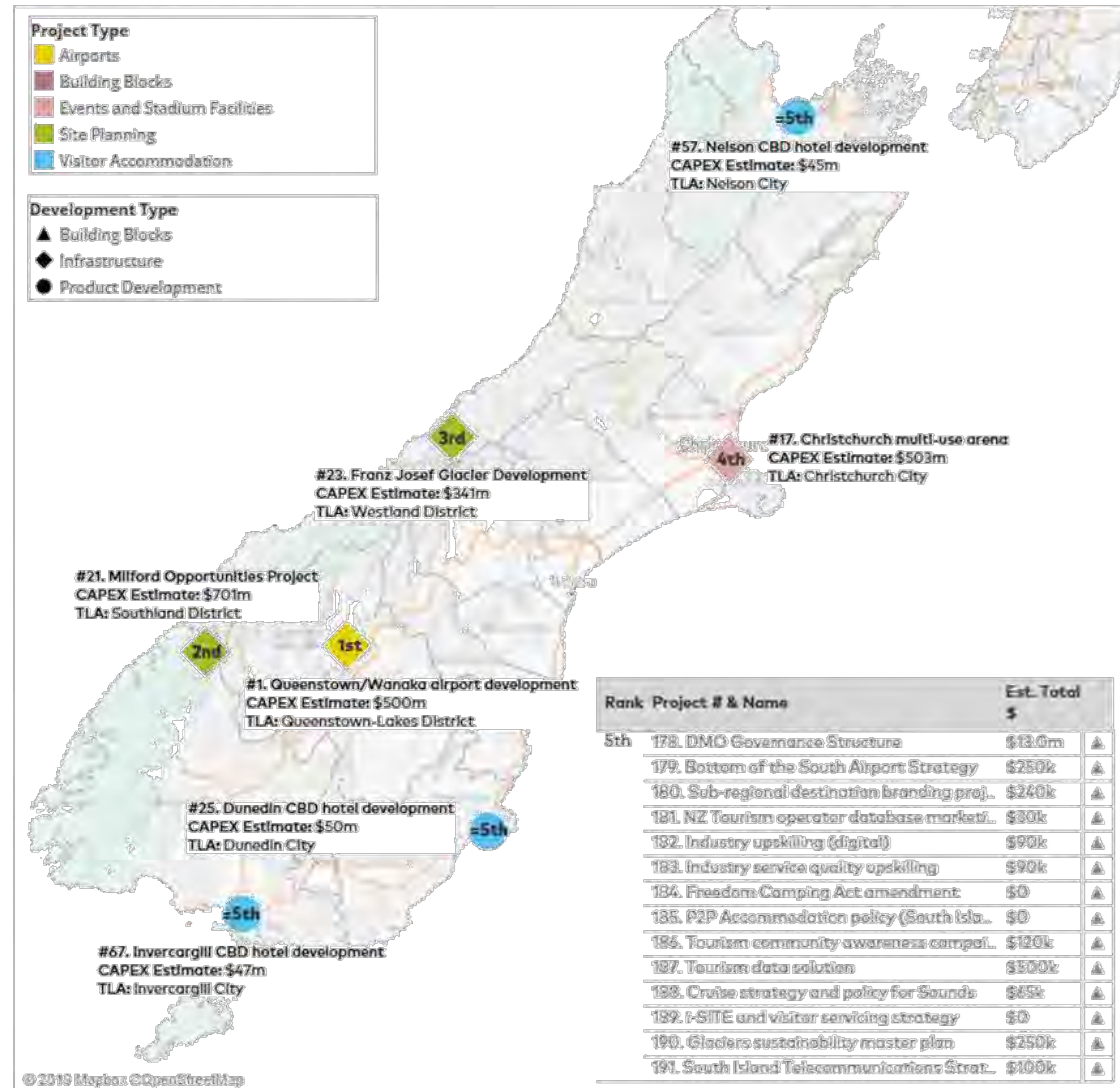 Project Type
Airports
Building Blocks
Events and Stadium Facilities
Site Planning
Visitor Accommodation
Development Type
Building Blocks
Infrastructure
Product Development
=5th
#57. Nelson CBD hotel development
CAPEX Estimate: $45m
TLA: Nelson City
3rd
#23. Franz Josef Glacier Development
CAPEX Estimate: $341m
TLA: Westland District
4th
#17. Christchurch multi-use arena
CAPEX Estimate: $503m
TLA: Christchurch City
#21. Milford Opportunities Project
CAPEX Estimate: $701m
TLA: Southland District
2nd
1st
#1. Queenstown/Wanaka airport development
CAPEX Estimate: $500m
TLA: Queenstown-Lakes District
#25. Dunedin CBD hotel development
CAPEX Estimate: $50m
TLA: Dunedin City
=5th
=5th
#67. Invercargill CBD hotel development
CAPEX Estimate: $47m
TLA: Invercargill City
Rank Project # & Name Est. Total $
5th 178. DMO Governance Structure $13.0m
179. Bottom of the South Airport Strategy $250k
180. Sub-regional destination branding proj.. $240k
181. NZ Tourism operator database marketi..
182. Industry upskilling (digital) $90k
183. Industry service quality upskilling $90k
184. Freedom Camping Act amendment $0
185. P2P Accommodation policy (South Isla.. $0
186. Tourism community awareness campai.. $120k
187. Tourism data solution $500k
188. Cruise strategy and policy for Sounds $65k
189. i-SITE and visitor servicing strategy $0
190. Glaciers sustainability master plan $250k
191. South Island Telecommunications Strat.. $100k
© 2019 Mapbox © OpenStreetMap